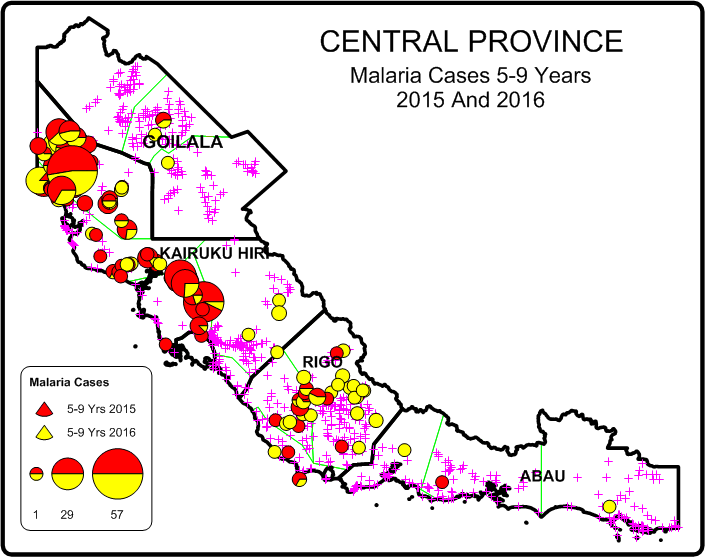 CENTRAL PROVINCE
Malaria Cases 5-9 Years
2015 And 2016
GOILALA
KAIRUKU HIRI
RIGO
ABAU
Malaria Cases
5-9 Yrs 2015
5-9 Yrs 2016
1 29 57